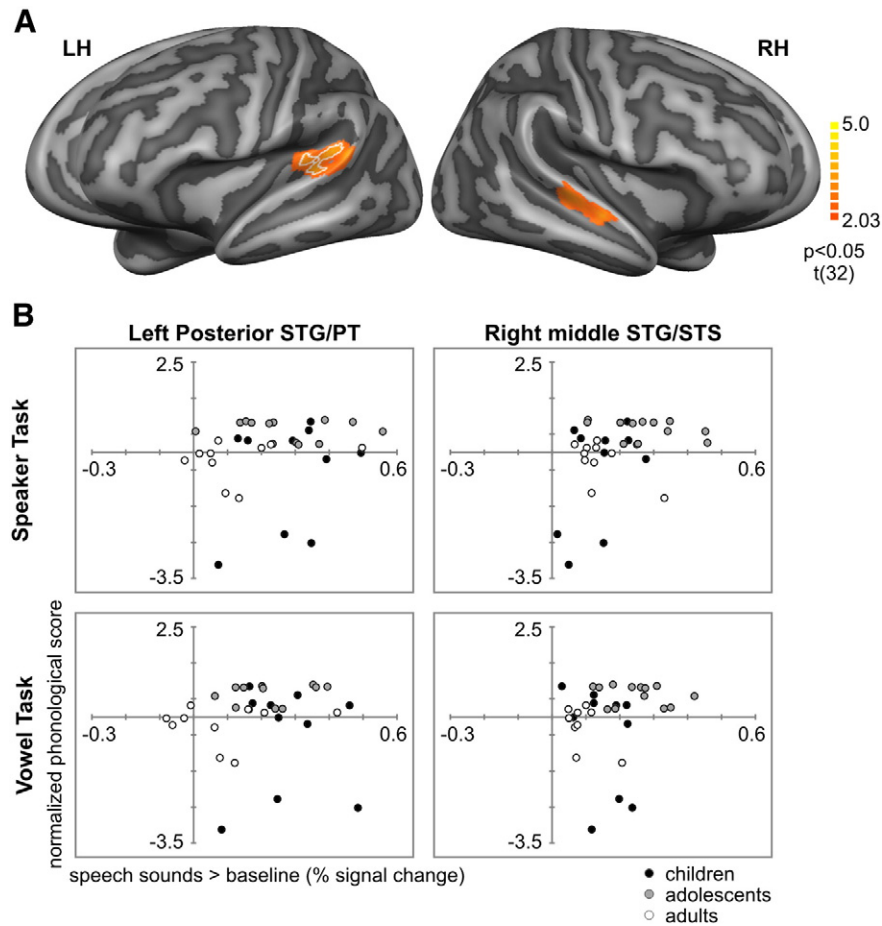 A
LH
RH
5.0
2.03
p<0.05
t(32)
B
Left Posterior STG/PT
Right middle STG/STS
Speaker Task
2.5
-0.3
0.6
-3.5
2.5
-0.3
0.6
-3.5
Vowel Task
normalized phonological score
2.5
-0.3
0.6
-3.5
2.5
-0.3
0.6
-3.5
speech sounds > baseline (% signal change)
children
adolescents
adults